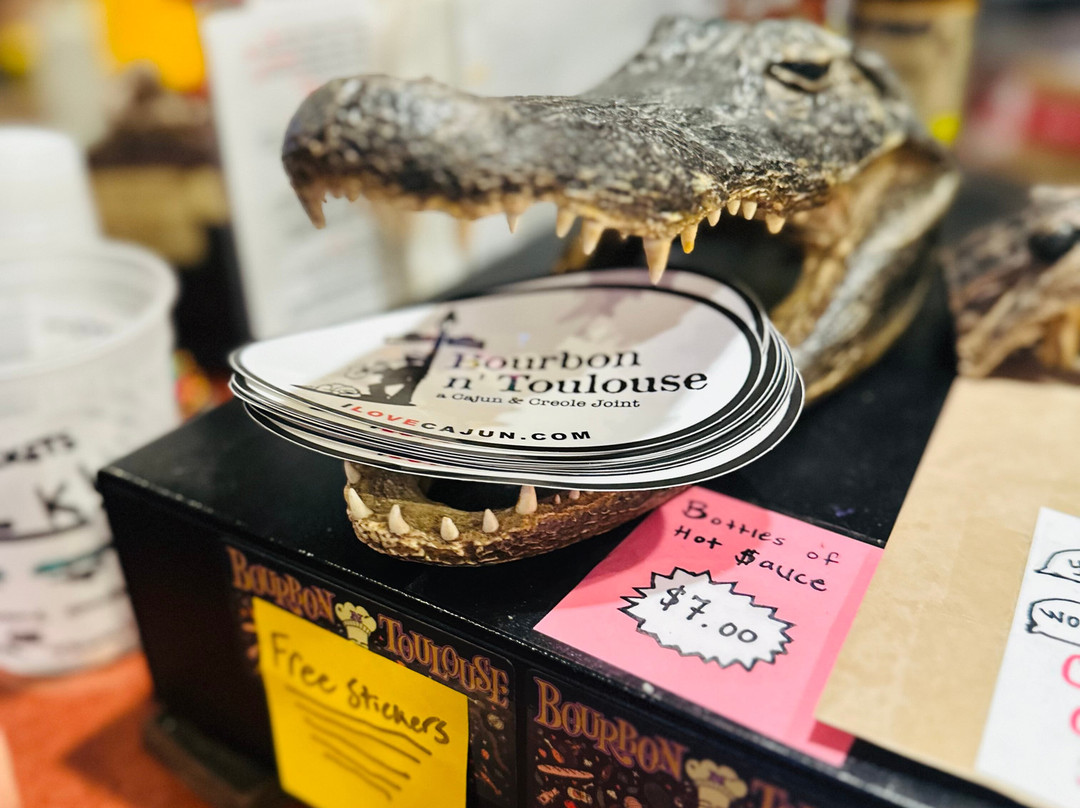 Bourbon
n' Toulouse
a Cajun & Creole Joint
ILOVECAJUN.COM
Bottles of
Hot $auce
$7.00
BOURBON
N
TOULOUSE
Free Stickers
BOURBON
N